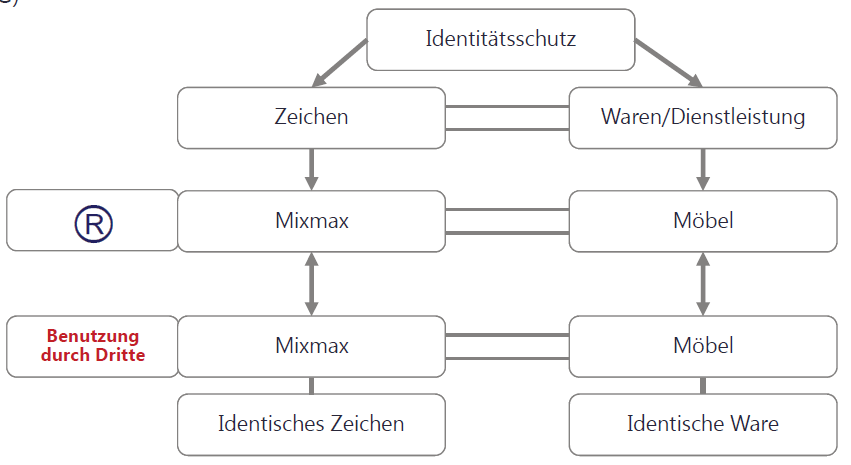 Identitätsschutz
Zeichen
Waren/Dienstleistung
®
Mixmax
Möbel
Benutzung
durch Dritte
Mixmax
Möbel
Identisches Zeichen
Identische Ware